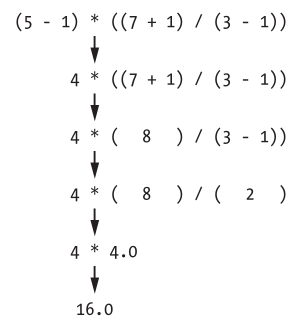 (5 - 1) * ((7 + 1) / (3 - 1))
4 * ((7 + 1) / (3 - 1))
4 * (  8  ) / (3 - 1))
4 * (  8  ) / (  2  )
4 * 4.0
16.0